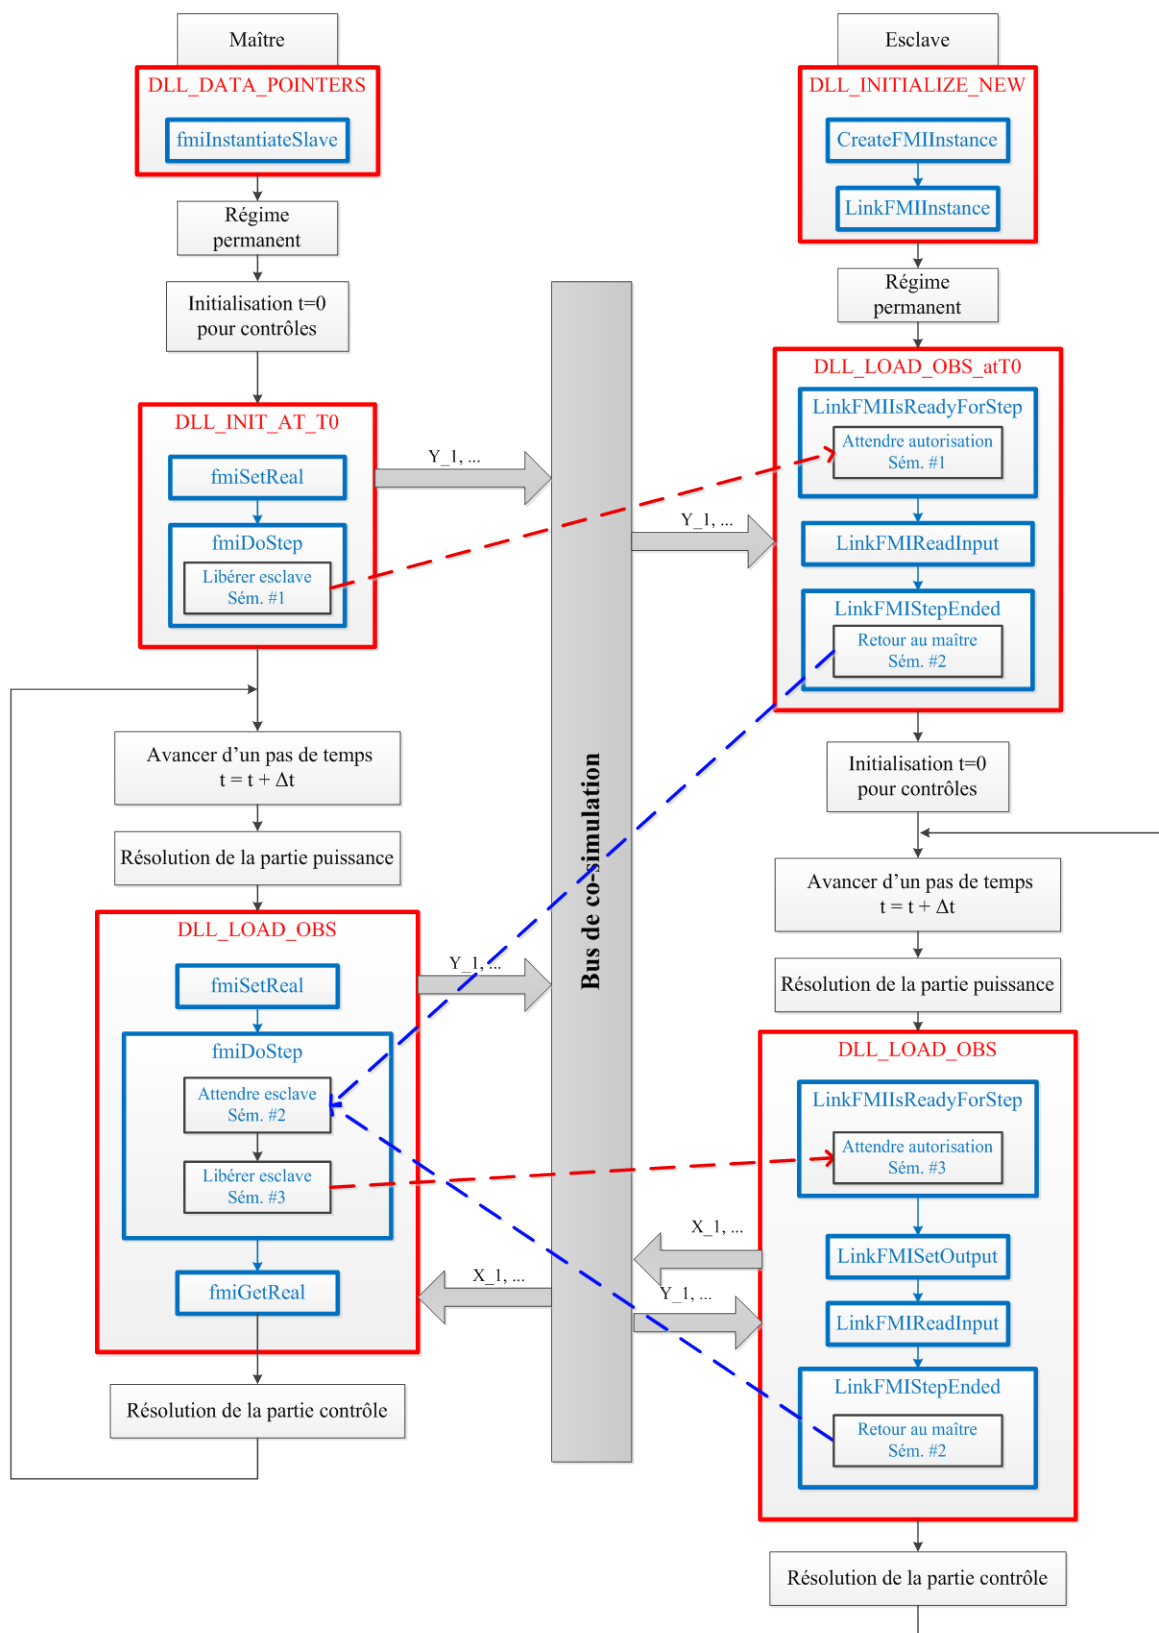 Maître
DLL_DATA_POINTERS
fmiInstantiateSlave
Régime
permanent
Initialisation t=0
pour contrôles
DLL_INIT_AT_T0
fmiSetReal
fmiDoStep
Libérer esclave
Sém. #1
Y_1, ...
Avancer d'un pas de temps
t = t + Δt
Résolution de la partie puissance
DLL_LOAD_OBS
fmiSetReal
Y_1, ...
fmiDoStep
Attendre esclave
Sém. #2
Libérer esclave
Sém. #3
fmiGetReal
X_1, ...
Résolution de la partie contrôle
Bus de co-simulation
Esclave
DLL_INITIALIZE_NEW
CreateFMIInstance
LinkFMIInstance
Régime
permanent
DLL_LOAD_OBS_atT0
LinkFMIIsReadyForStep
Attendre autorisation
Sém. #1
Y_1, ...
LinkFMIReadInput
LinkFMIStepEnded
Retour au maître
Sém. #2
Initialisation t=0
pour contrôles
Avancer d'un pas de temps
t = t + Δt
Résolution de la partie puissance
DLL_LOAD_OBS
LinkFMIIsReadyForStep
Attendre autorisation
Sém. #3
X_1, ...
LinkFMISetOutput
Y_1, ...
LinkFMIReadInput
LinkFMIStepEnded
Retour au maître
Sém. #2
Résolution de la partie contrôle